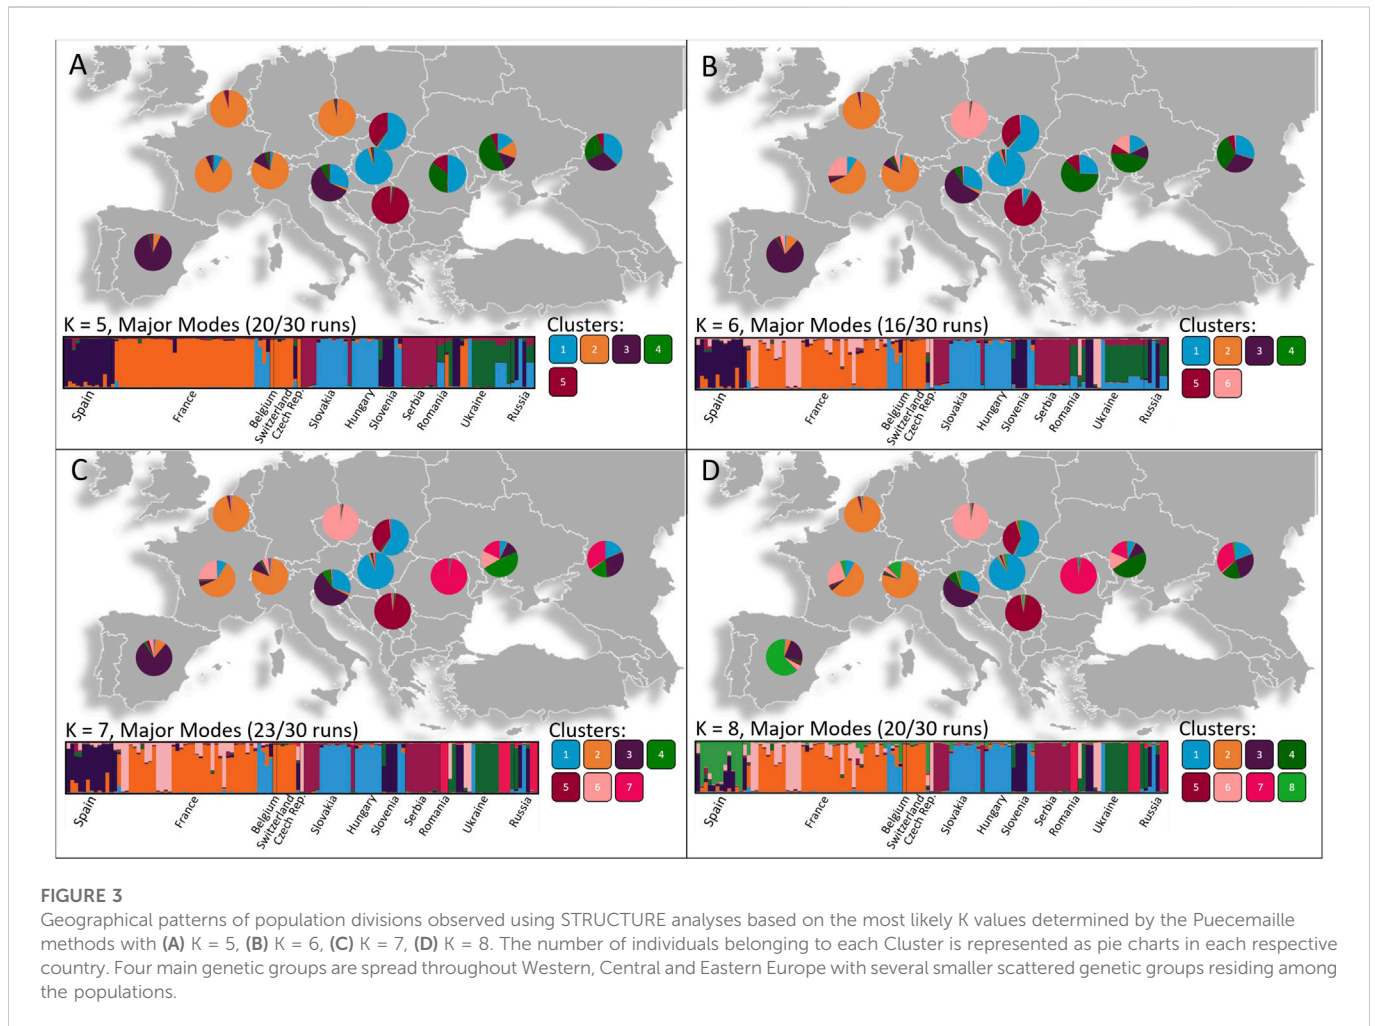 A
K = 5, Major Modes (20/30 runs)
Clusters:
1 2 3 4
5
Spain France Belgium Switzerland Czech Rep. Slovakia Hungary Slovenia Serbia Romania Ukraine Russia
B
K = 6, Major Modes (16/30 runs)
Clusters:
1 2 3 4
5 6
Spain France Belgium Switzerland Czech Rep. Slovakia Hungary Slovenia Serbia Romania Ukraine Russia
C
K = 7, Major Modes (23/30 runs)
Clusters:
1 2 3 4
5 6 7
Spain France Belgium Switzerland Czech Rep. Slovakia Hungary Slovenia Serbia Romania Ukraine Russia
D
K = 8, Major Modes (20/30 runs)
Clusters:
1 2 3 4
5 6 7 8
Spain France Belgium Switzerland Czech Rep. Slovakia Hungary Slovenia Serbia Romania Ukraine Russia
FIGURE 3
Geographical patterns of population divisions observed using STRUCTURE analyses based on the most likely K values determined by the Puecemaille
methods with (A) K = 5, (B) K = 6, (C) K = 7, (D) K = 8. The number of individuals belonging to each Cluster is represented as pie charts in each respective
country. Four main genetic groups are spread throughout Western, Central and Eastern Europe with several smaller scattered genetic groups residing among
the populations.